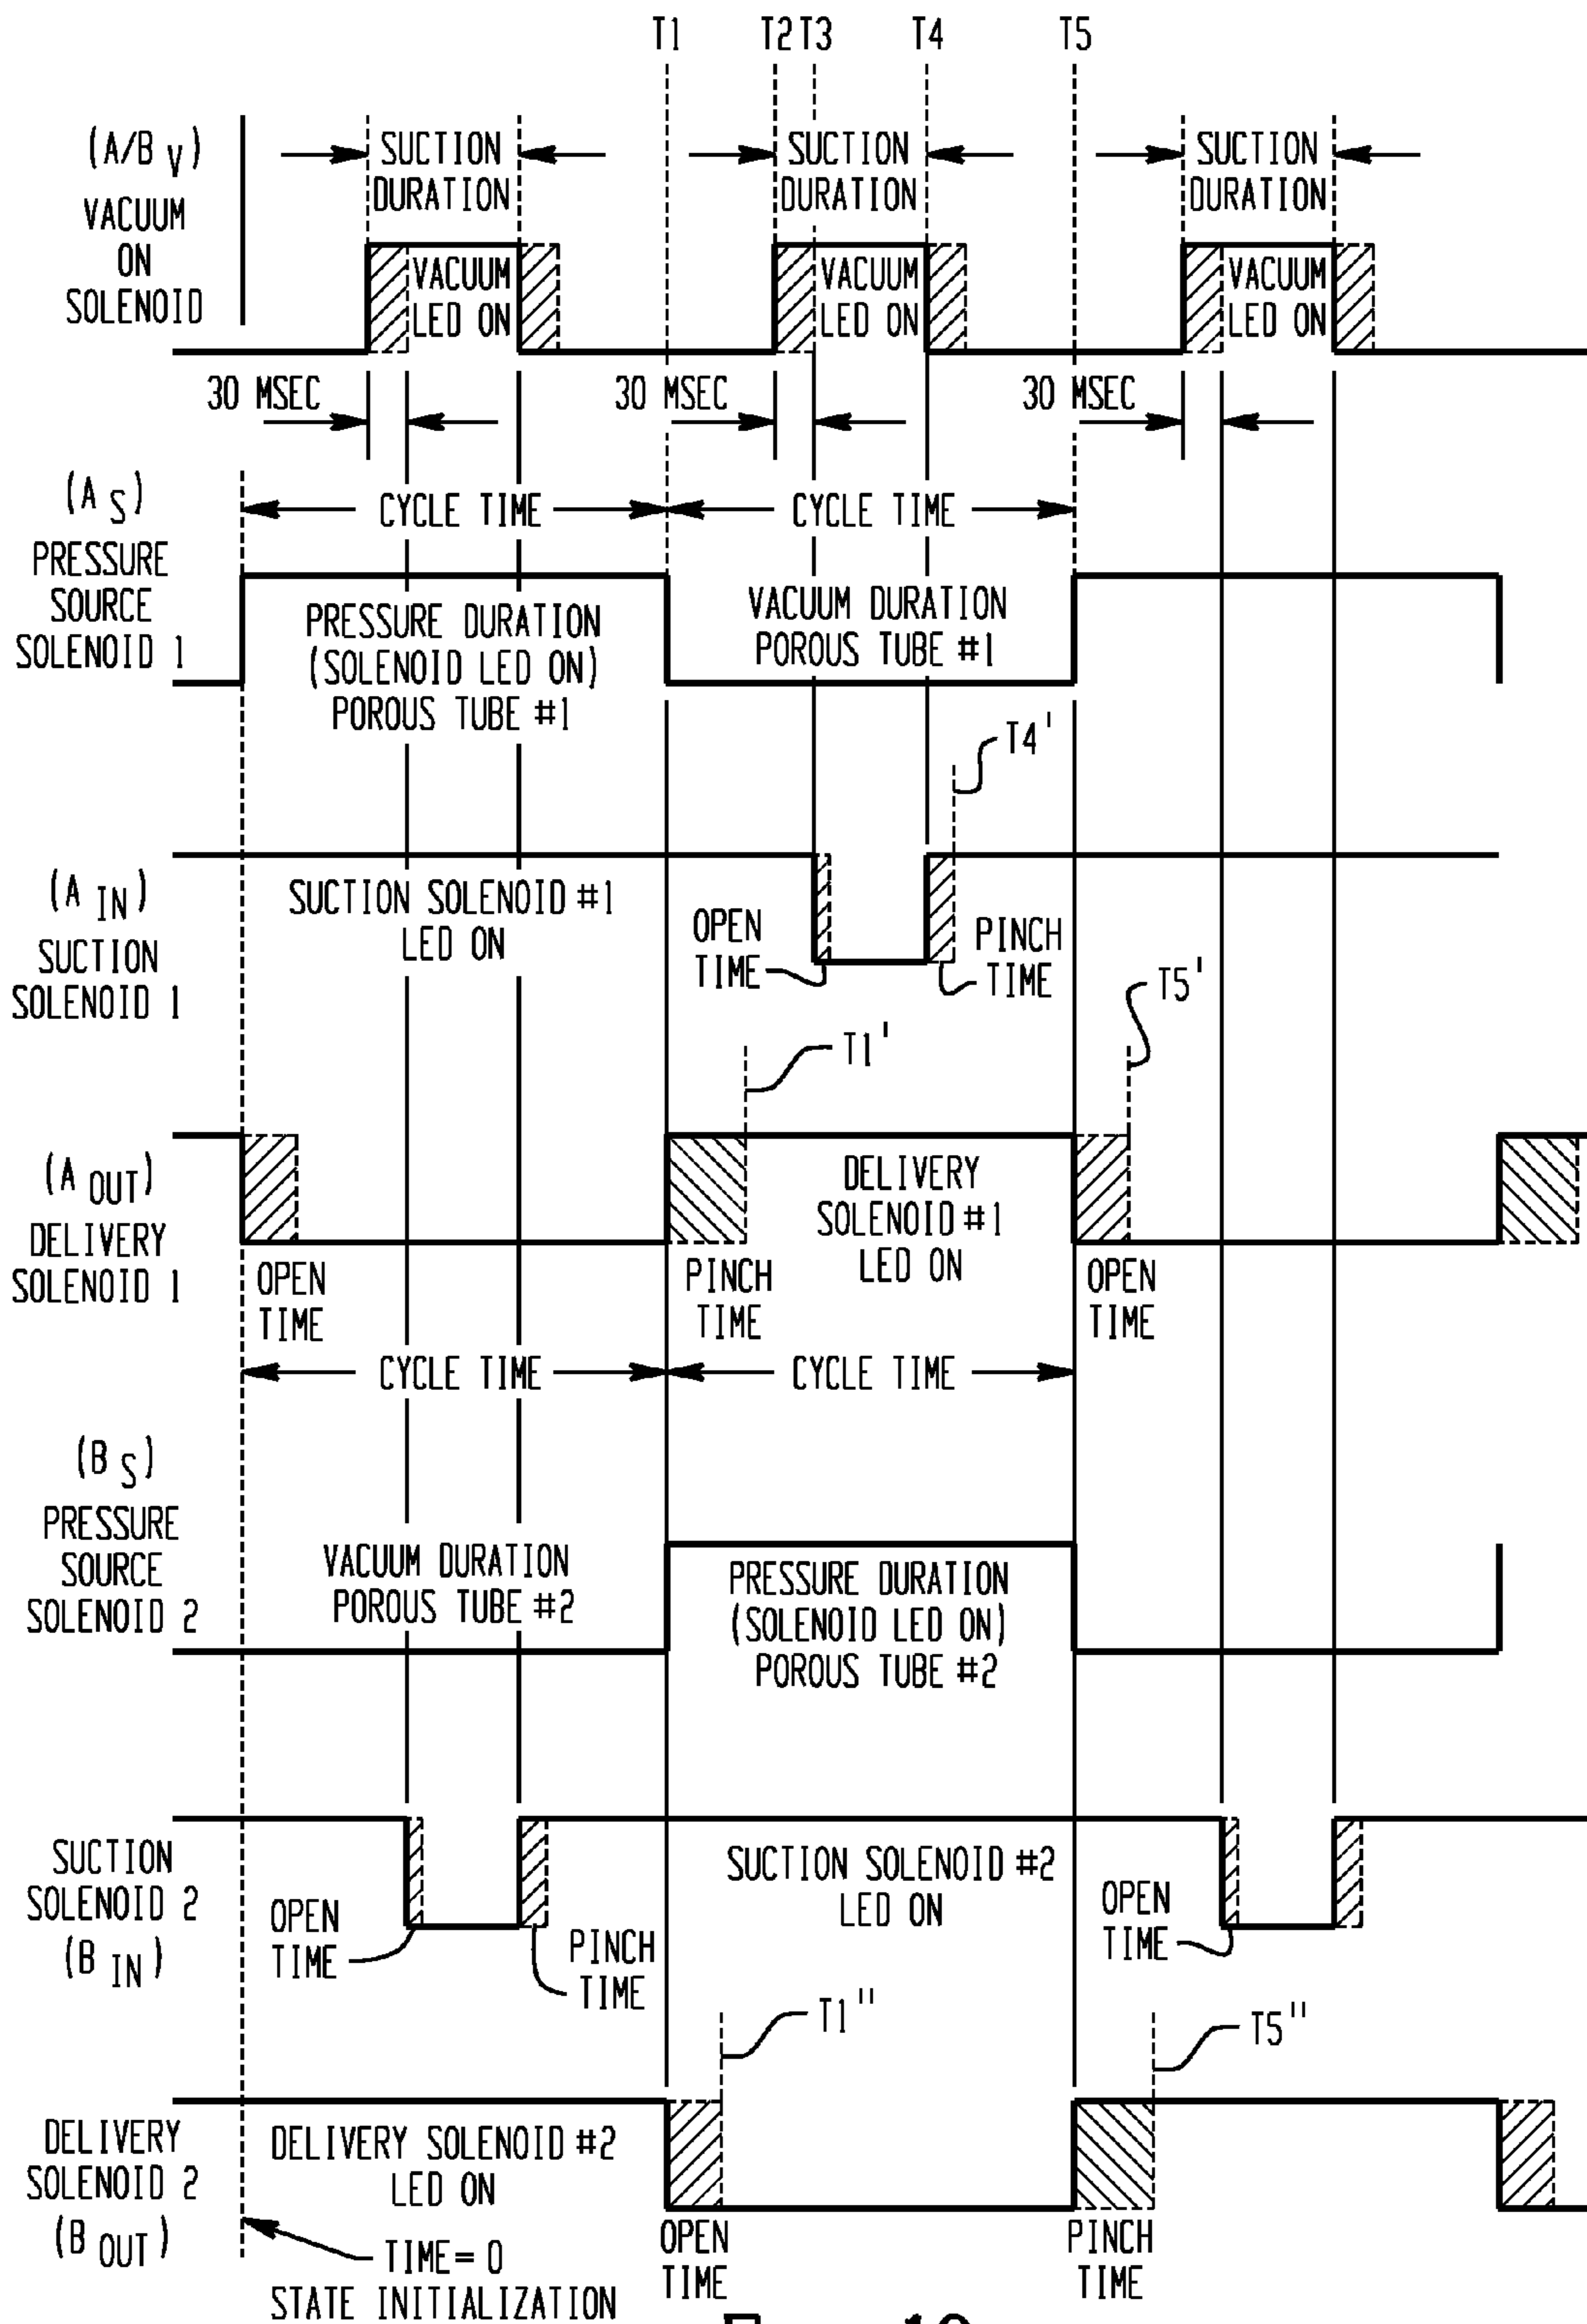 T1 T2 T3 T4 T5
(A/B V)
VACUUM
ON
SOLENOID
SUCTION
DURATION
SUCTION
DURATION
SUCTION
DURATION
VACUUM
LED ON
VACUUM
LED ON
VACUUM
LED ON
30 MSEC
30 MSEC
30 MSEC
(A S)
PRESSURE
SOURCE
SOLENOID 1
CYCLE TIME
CYCLE TIME
PRESSURE DURATION
(SOLENOID LED ON)
POROUS TUBE #1
VACUUM DURATION
POROUS TUBE #1
T4'
(A IN)
SUCTION
SOLENOID 1
SUCTION SOLENOID #1
LED ON
OPEN
TIME
PINCH
TIME
T5'
T1'
(A OUT)
DELIVERY
SOLENOID 1
OPEN
TIME
PINCH
TIME
DELIVERY
SOLENOID #1
LED ON
OPEN
TIME
CYCLE TIME
CYCLE TIME
(B S)
PRESSURE
SOURCE
SOLENOID 2
VACUUM DURATION
POROUS TUBE #2
PRESSURE DURATION
(SOLENOID LED ON)
POROUS TUBE #2
SUCTION
SOLENOID 2
(B IN)
OPEN
TIME
PINCH
TIME
SUCTION SOLENOID #2
LED ON
OPEN
TIME
T1"
T5"
DELIVERY
SOLENOID 2
(B OUT)
DELIVERY SOLENOID #2
LED ON
OPEN
TIME
PINCH
TIME
TIME=0
STATE INITIALIZATION